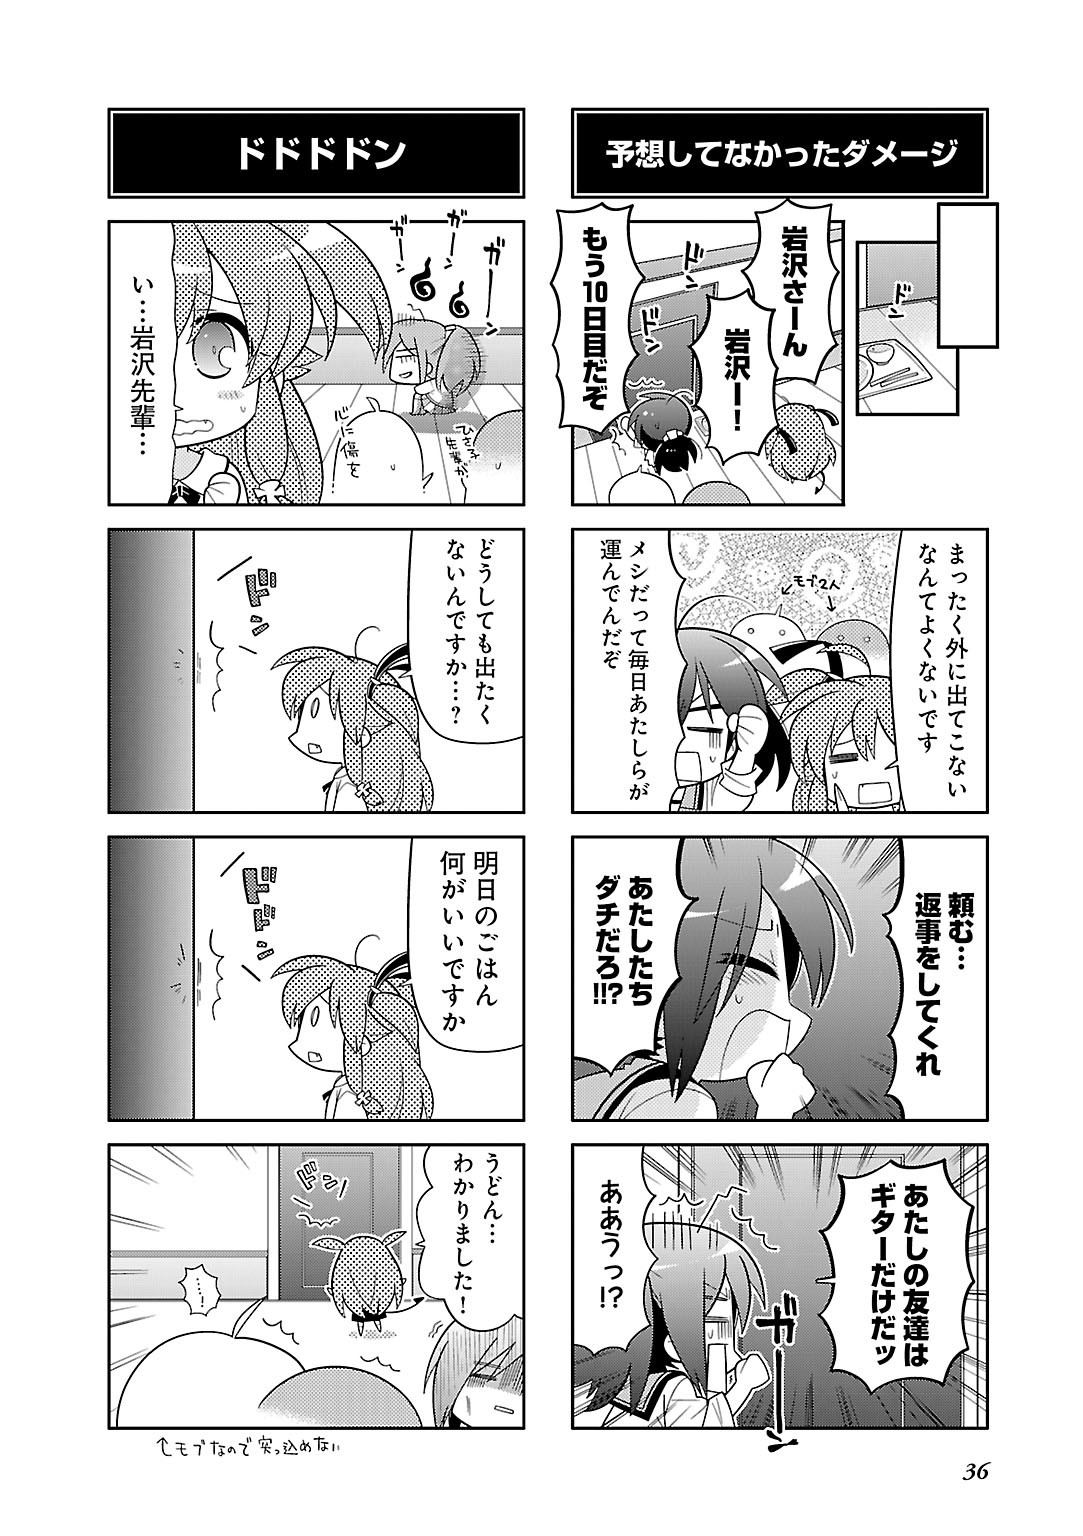 予想してなかったダメージ
ドン
岩沢さーん
岩沢ー!
ドン
ドン
もう10日目だぞ
まったく外に出てこない
なんてよくないです
←モブ2人→
メシだって毎日あたしらが
運んでんだぞ
頼む…
返事をしてくれ
あたしたち
ダチだろ!!?
あたしの友達は
ギターだけだッ
ガーン
ああうっ!?
ドドドドン
ガーン
ガーン
ひさ子
先輩が
心に傷を
い…岩沢先輩…
どうしても出たく
ないんですか…?
ドドン
明日のごはん
何がいいですか
ドドドン
うどん…
わかりました!
ドン!
……!
↑モブなので突っ込めない
36